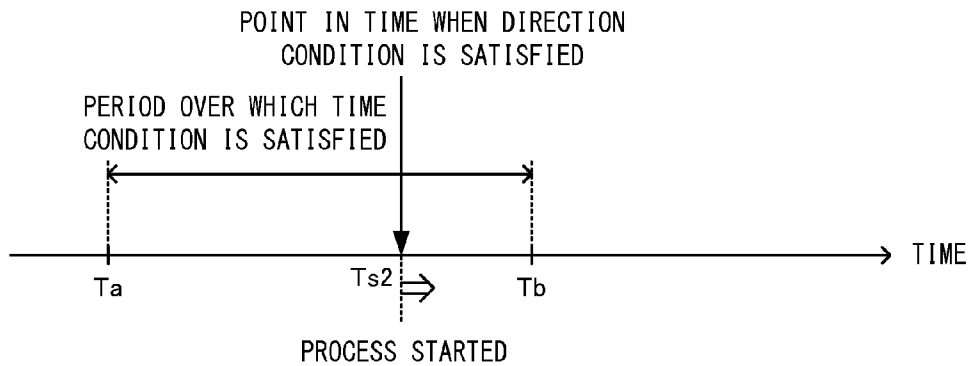 POINT IN TIME WHEN DIRECTION
CONDITION IS SATISFIED
PERIOD OVER WHICH TIME
CONDITION IS SATISFIED
TIME
Ta
Ts2
Tb
PROCESS STARTED